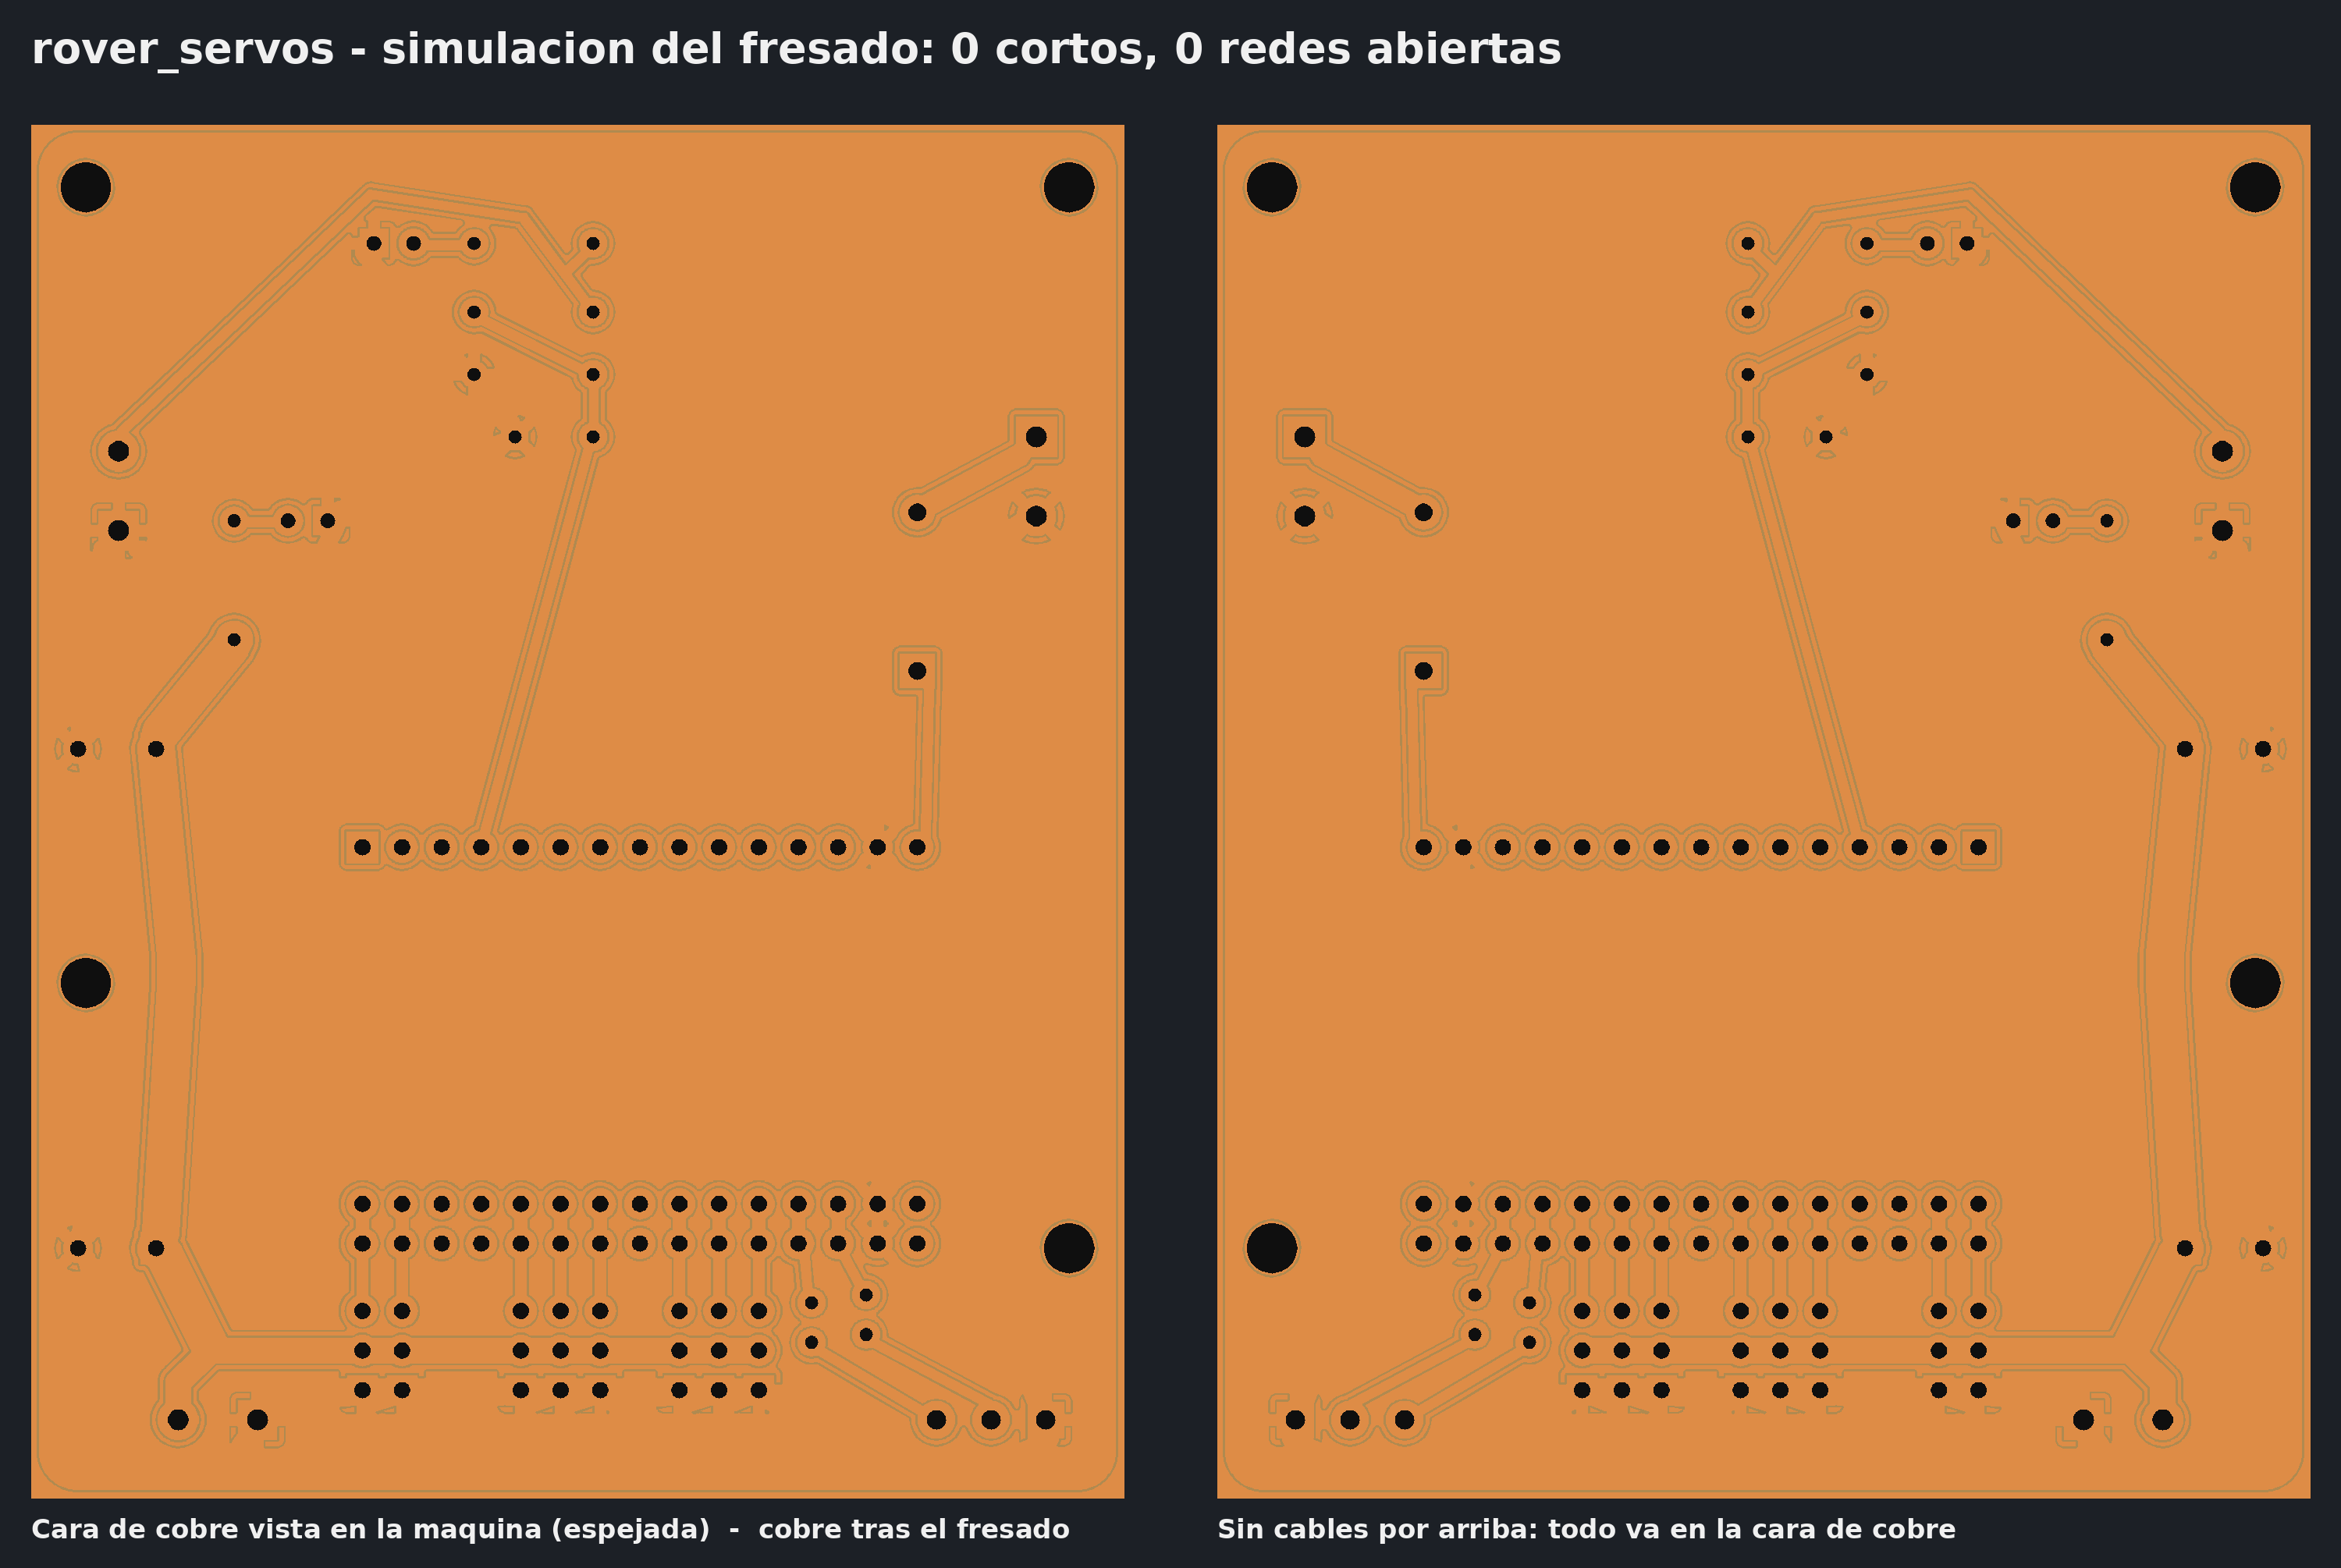 rover_servos - simulacion del fresado: 0 cortos, 0 redes abiertas
Cara de cobre vista en la maquina (espejada)  -  cobre tras el fresado
Sin cables por arriba: todo va en la cara de cobre